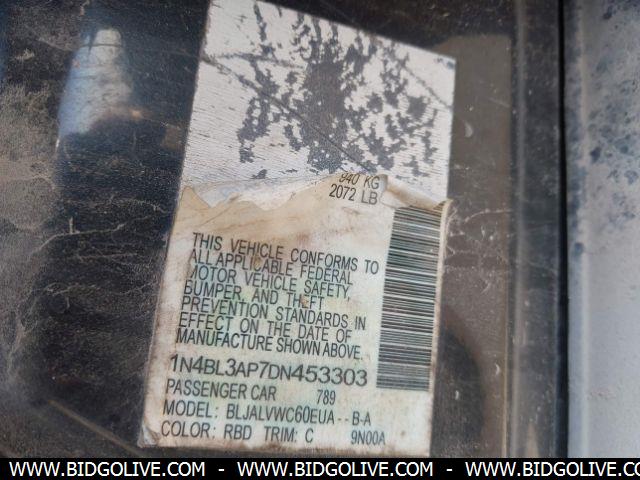 940 KG
2072 LB
THIS VEHICLE CONFORMS TO
ALL APPLICABLE FEDERAL
MOTOR VEHICLE SAFETY,
BUMPER, AND THEFT
PREVENTION STANDARDS IN
EFFECT ON THE DATE OF
MANUFACTURE SHOWN ABOVE.
1N4BL3AP7DN453303
PASSENGER CAR 789
MODEL: BLJALVWC60EUA--B-A
COLOR: RBD TRIM: C 9N00A
WWW.BIDGOLIVE.COM - WWW.BIDGOLIVE.COM - WWW.BIDGOLIVE.COM